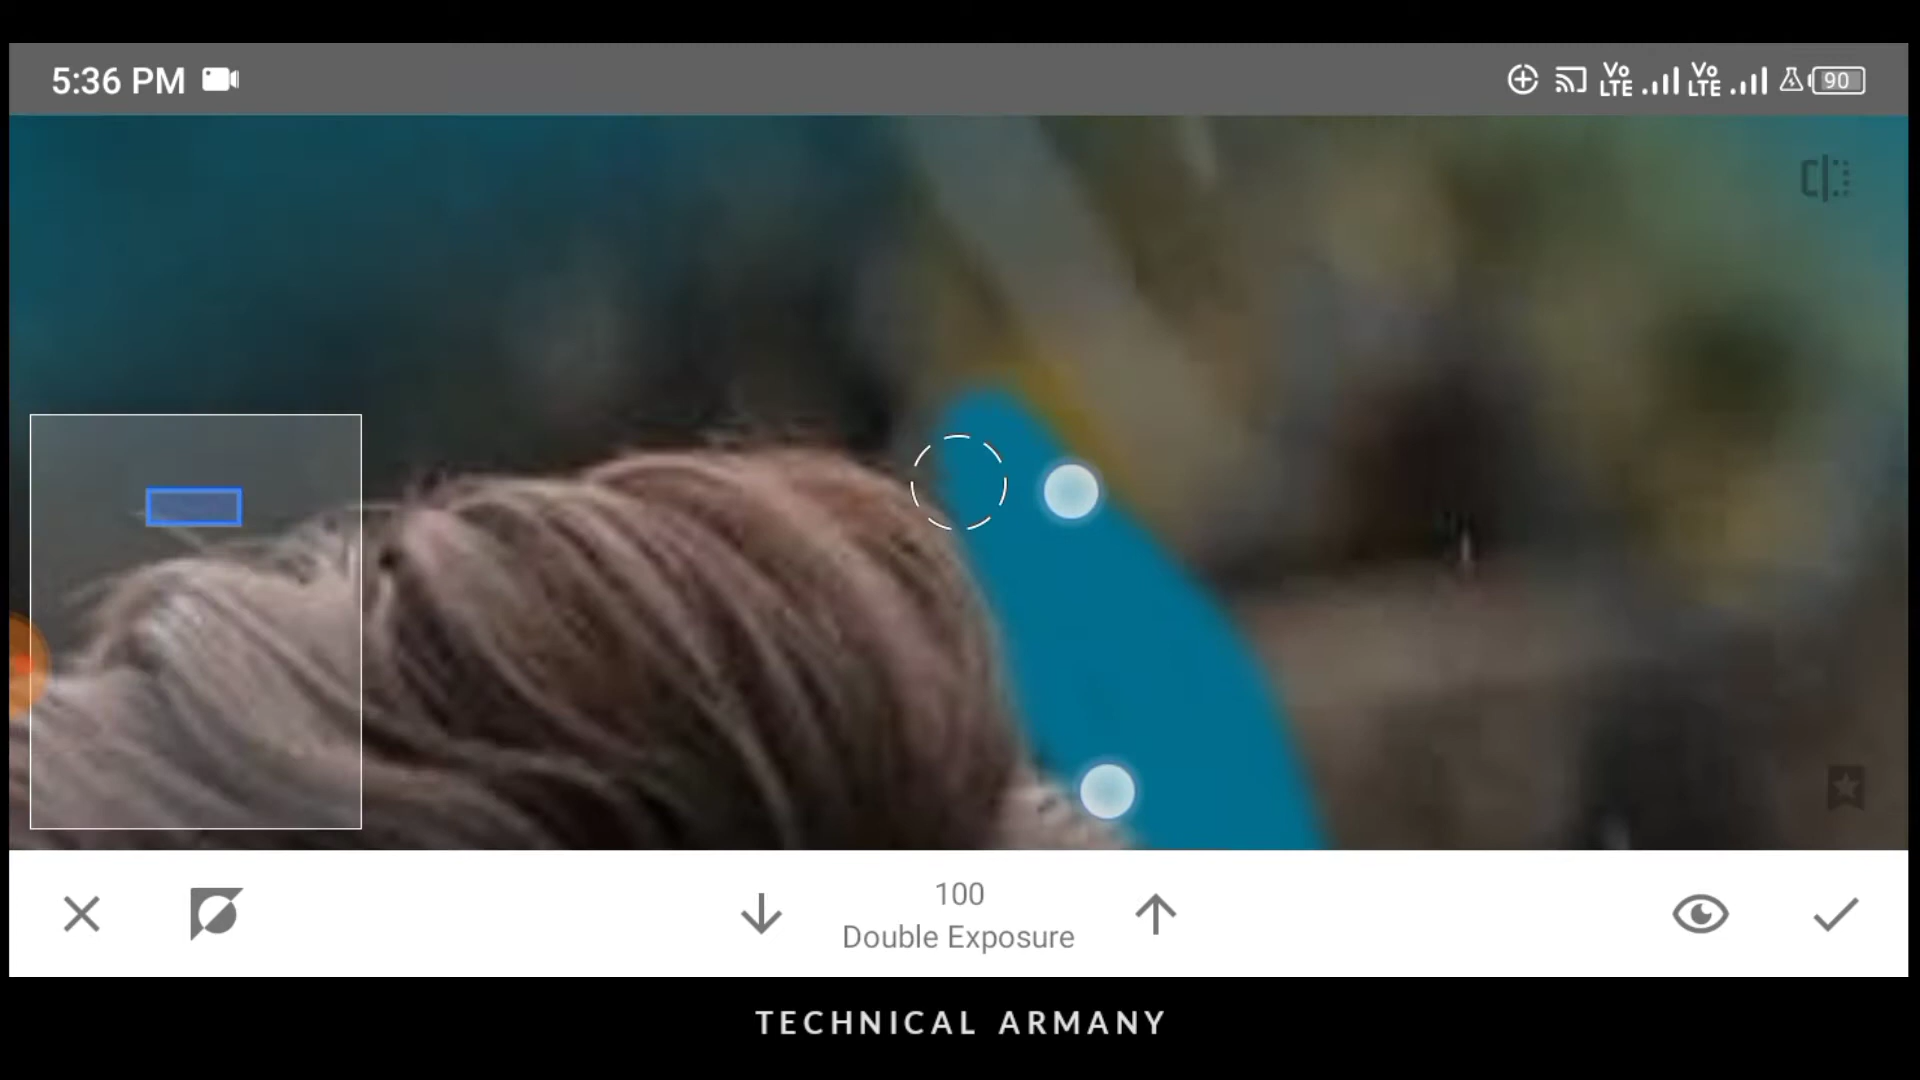 5:36 PM
Vo
LTE
Vo
LTE
90
100
Double Exposure
TECHNICAL ARMANY